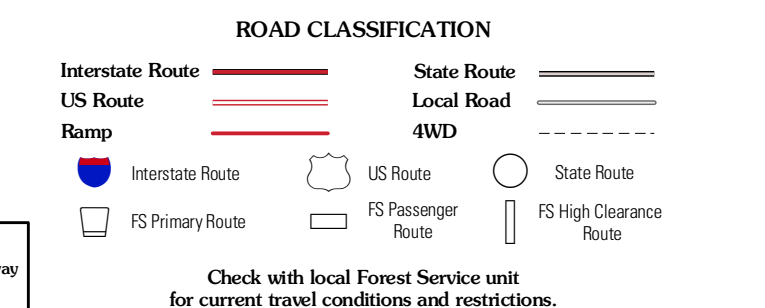 ROAD CLASSIFICATION
Interstate Route
State Route
US Route
Local Road
Ramp
4WD
Interstate Route
US Route
State Route
FS Primary Route
FS Passenger
Route
FS High Clearance
Route
Check with local Forest Service unit
for current travel conditions and restrictions.